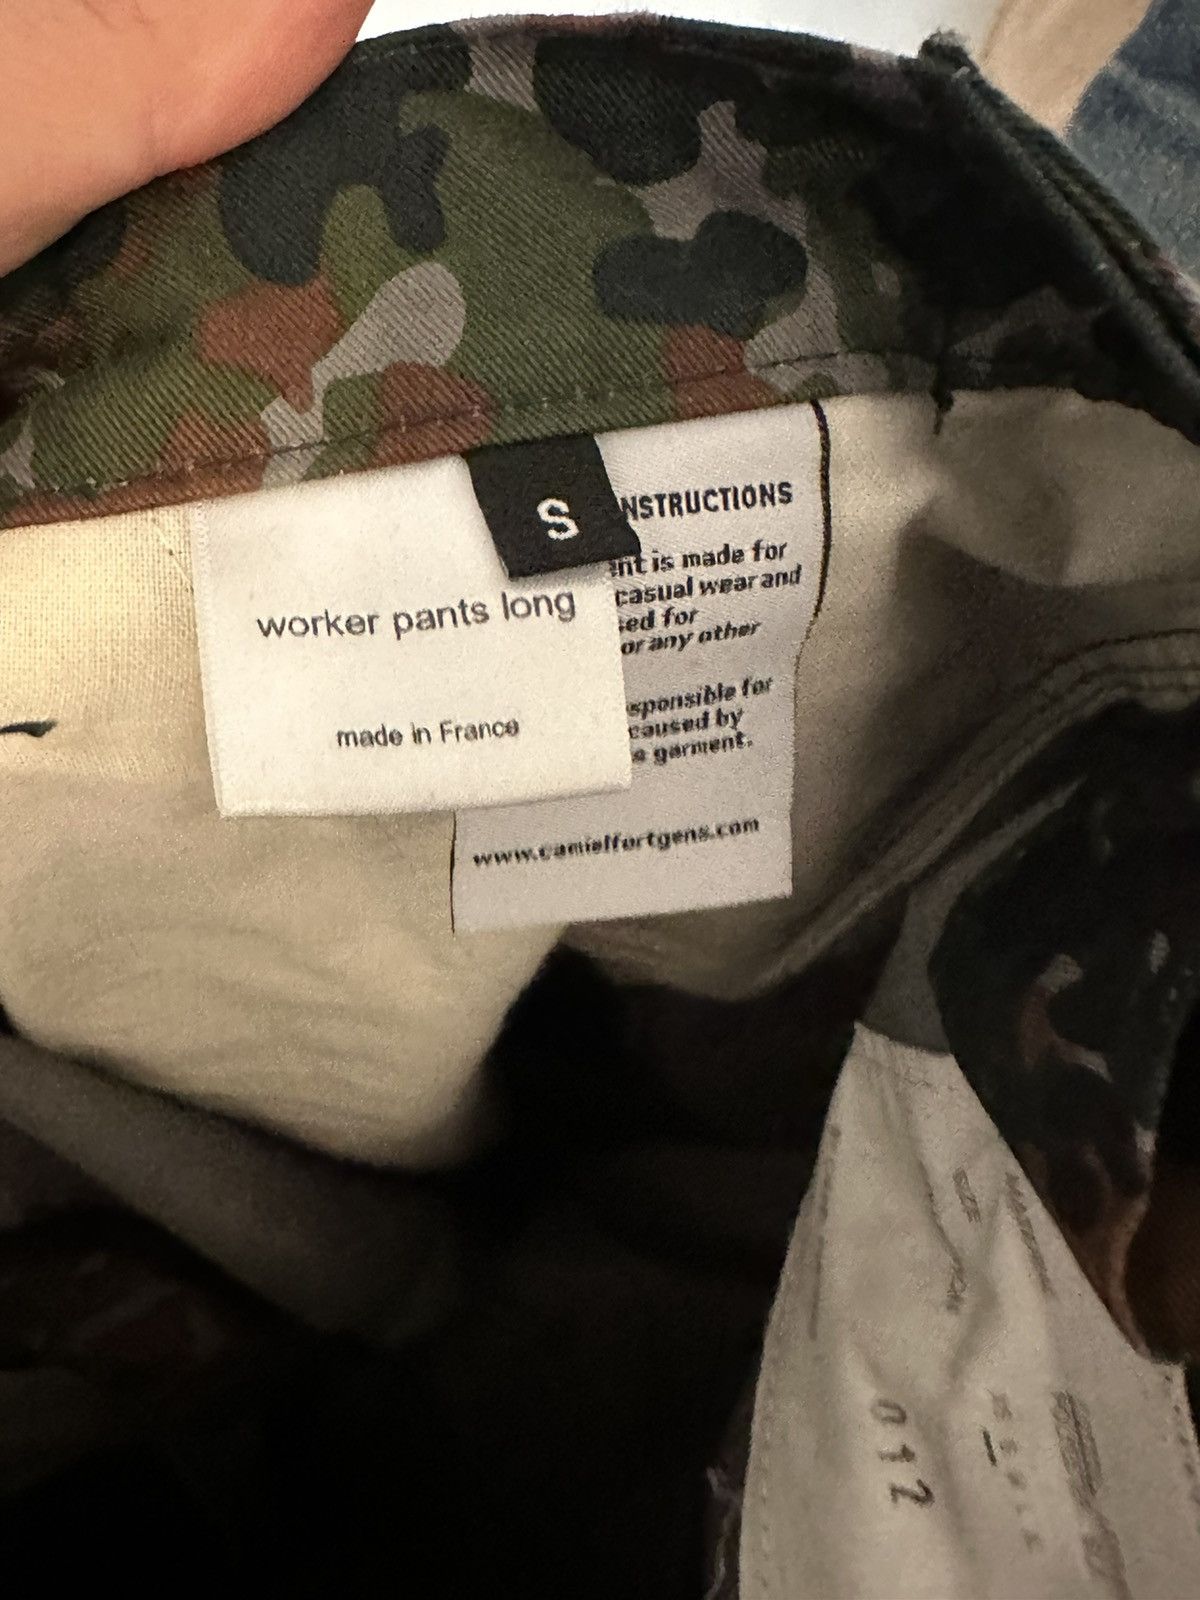 S
worker pants long
made in France
NSTRUCTIONS
ent is made for
casual wear and
sed for
or any other
sponsible for
caused by
garment.
www.camielfortgens.com
SIZE
012